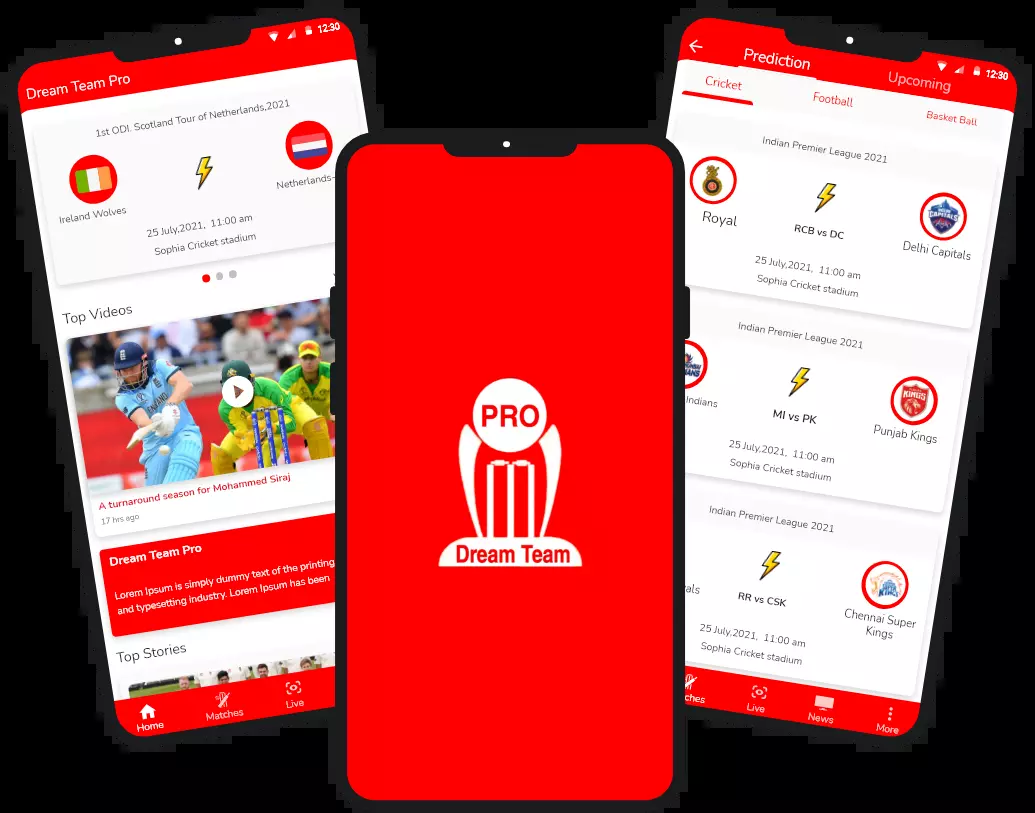 12:30
Dream Team Pro
1st ODI. Scotland Tour of Netherlands,2021
Ireland Wolves
Netherlands-
25 July,2021, 11:00 am
Sophia Cricket stadium
Top Videos
ENGLAND
A turnaround season for Mohammed Siraj
17 hrs ago
Dream Team Pro
Lorem Ipsum is simply dummy text of the printing
and typesetting industry. Lorem Ipsum has been
Top Stories
Home
Matches
Live
PRO
Dream Team
12:30
Prediction
Upcoming
Cricket
Football
Basket Ball
Indian Premier League 2021
Royal
RCB vs DC
CAPITALS
Delhi Capitals
25 July,2021, 11:00 am
Sophia Cricket stadium
Indian Premier League 2021
Indians
MI vs PK
KINGS
Punjab Kings
25 July,2021, 11:00 am
Sophia Cricket stadium
Indian Premier League 2021
als
RR vs CSK
Chennai Super
Kings
25 July,2021, 11:00 am
Sophia Cricket stadium
ches
Live
News
More